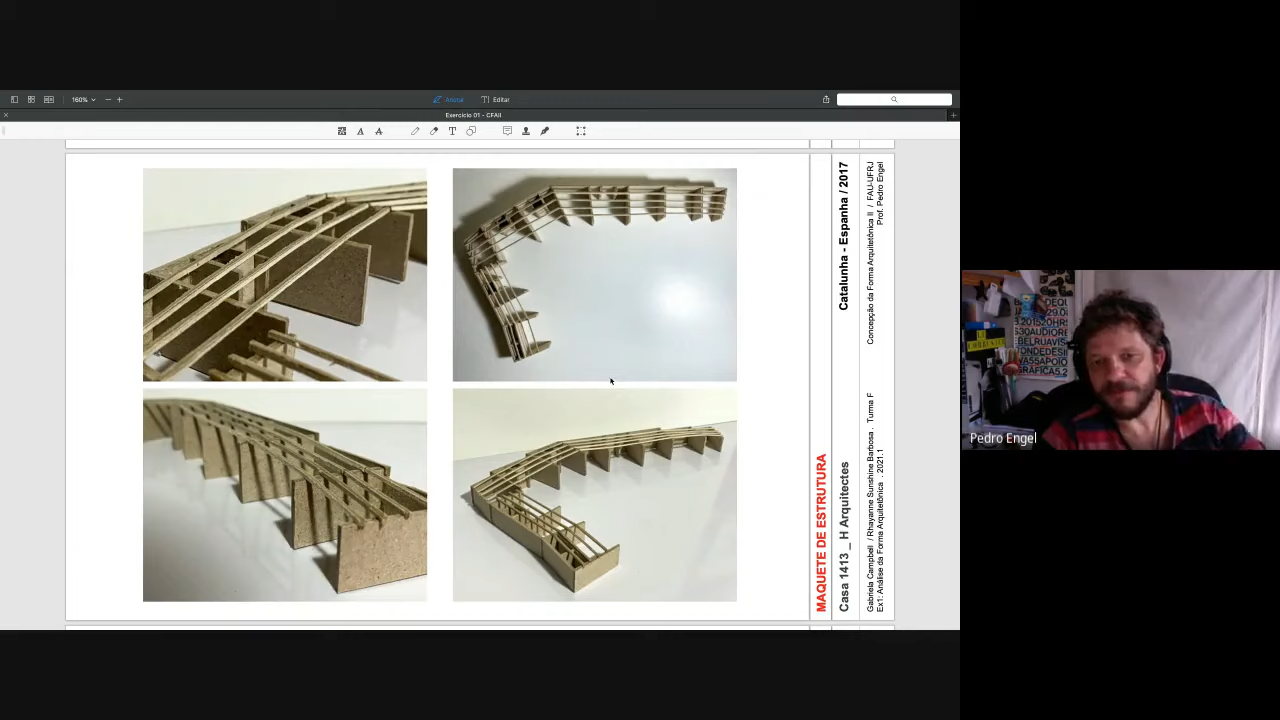 160%
Anotar
Editar
Exercício 01 - CFAII
MAQUETE DE ESTRUTURA
Casa 1413 _ H Arquitectes
Catalunha - Espanha / 2017
Gabriela Campbell / Rhayanne Sunshine Barbosa . Turma F
Concepção da Forma Arquitetônica II / FAU-UFRJ
Ex1: Análise da Forma Arquitetônica . 2021.1
Prof. Pedro Engel
Pedro Engel